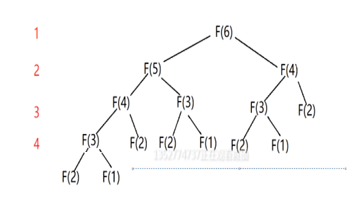 1 F(6)
2 F(5) F(4)
F(4) F(3) F(3) F(2)
3
4 F(3) F(2) F(2) F(1) F(2) F(1)
F(2) F(1)